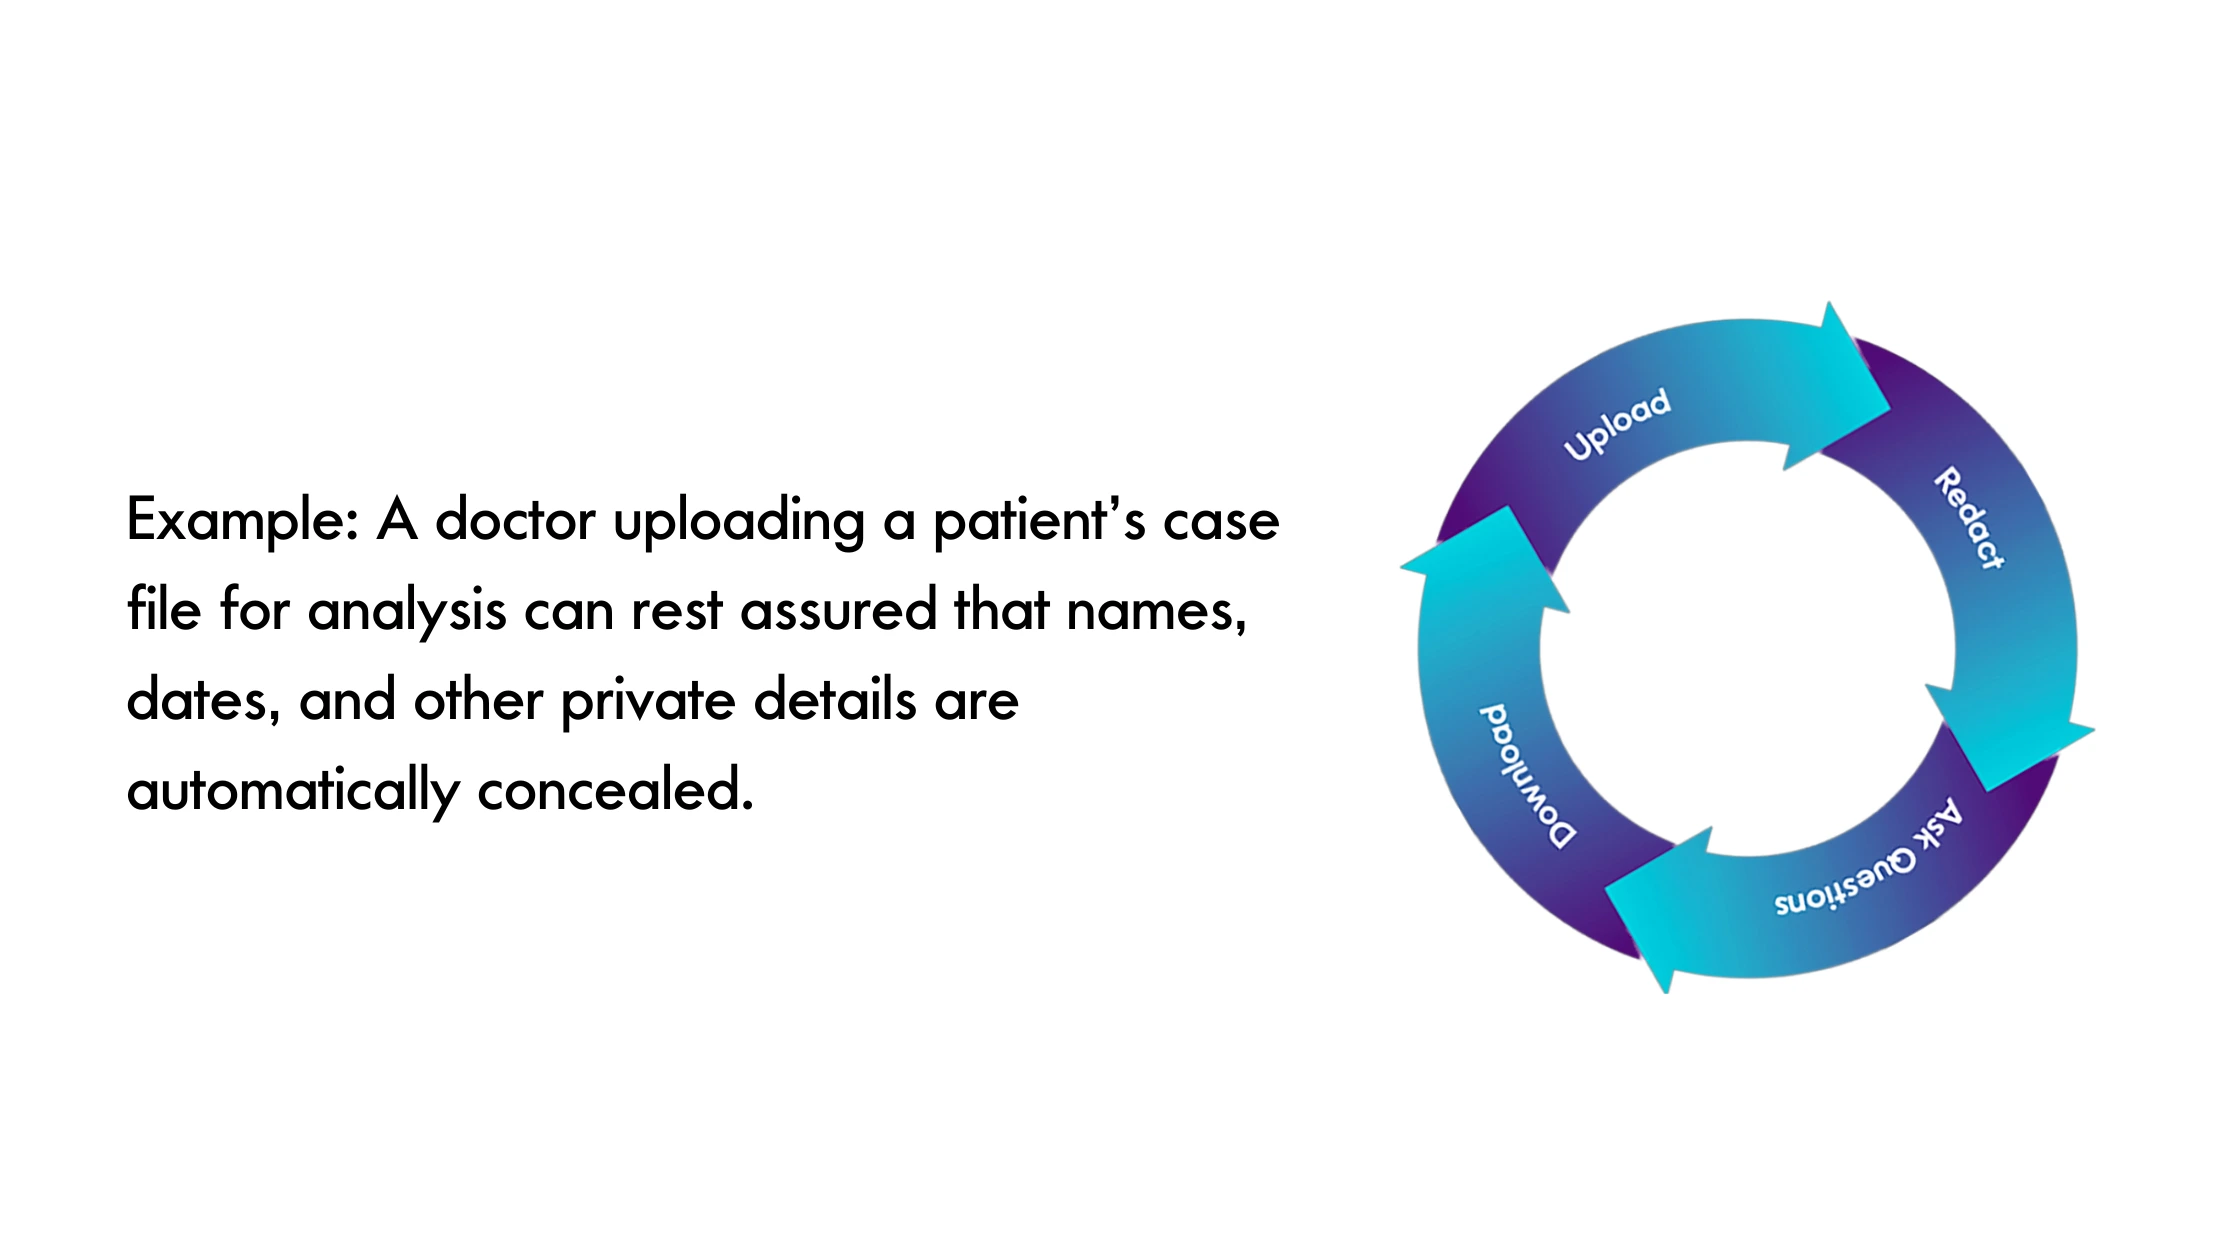 Example: A doctor uploading a patient’s case
file for analysis can rest assured that names,
dates, and other private details are
automatically concealed.
Upload
Redact
Ask Questions
Download